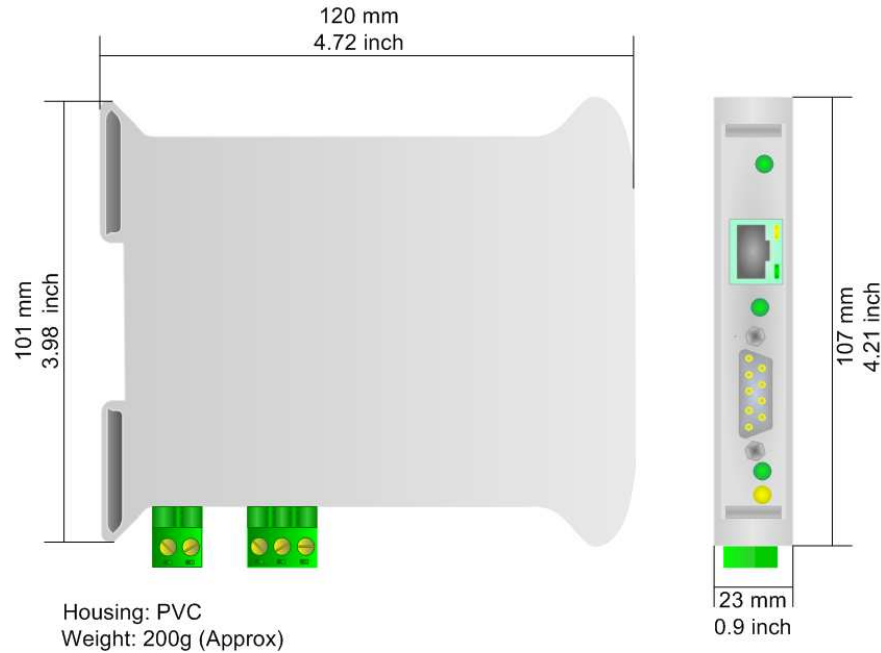 120 mm
4.72 inch
101 mm
3.98 inch
107 mm
4.21 inch
23 mm
0.9 inch
Housing: PVC
Weight: 200g (Approx)